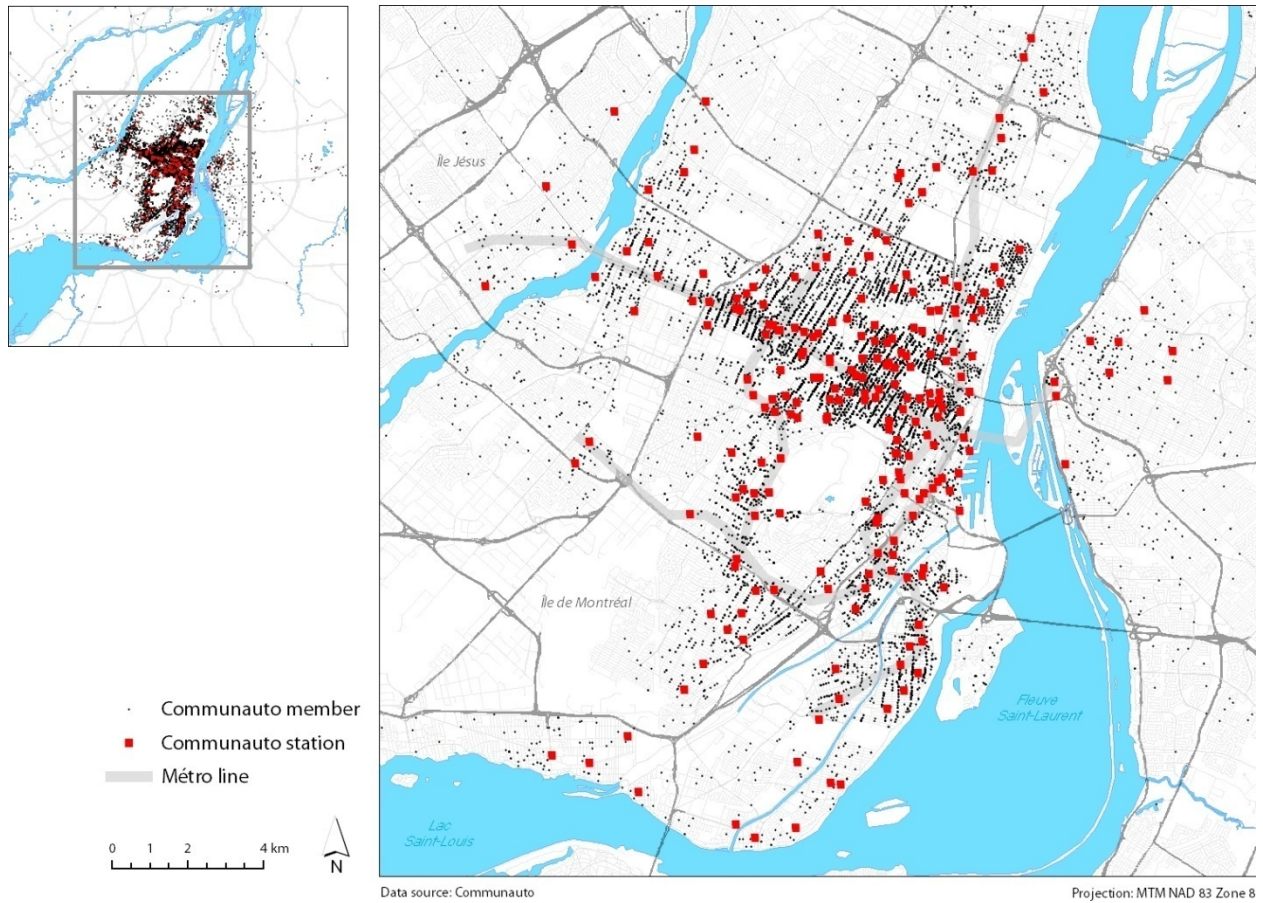 Île Jésus
Île de Montréal
Fleuve
Saint-Laurent
Lac
Saint-Louis
Communauto member
Communauto station
Métro line
0 1 2 4 km
N
Data source: Communauto
Projection: MTM NAD 83 Zone 8